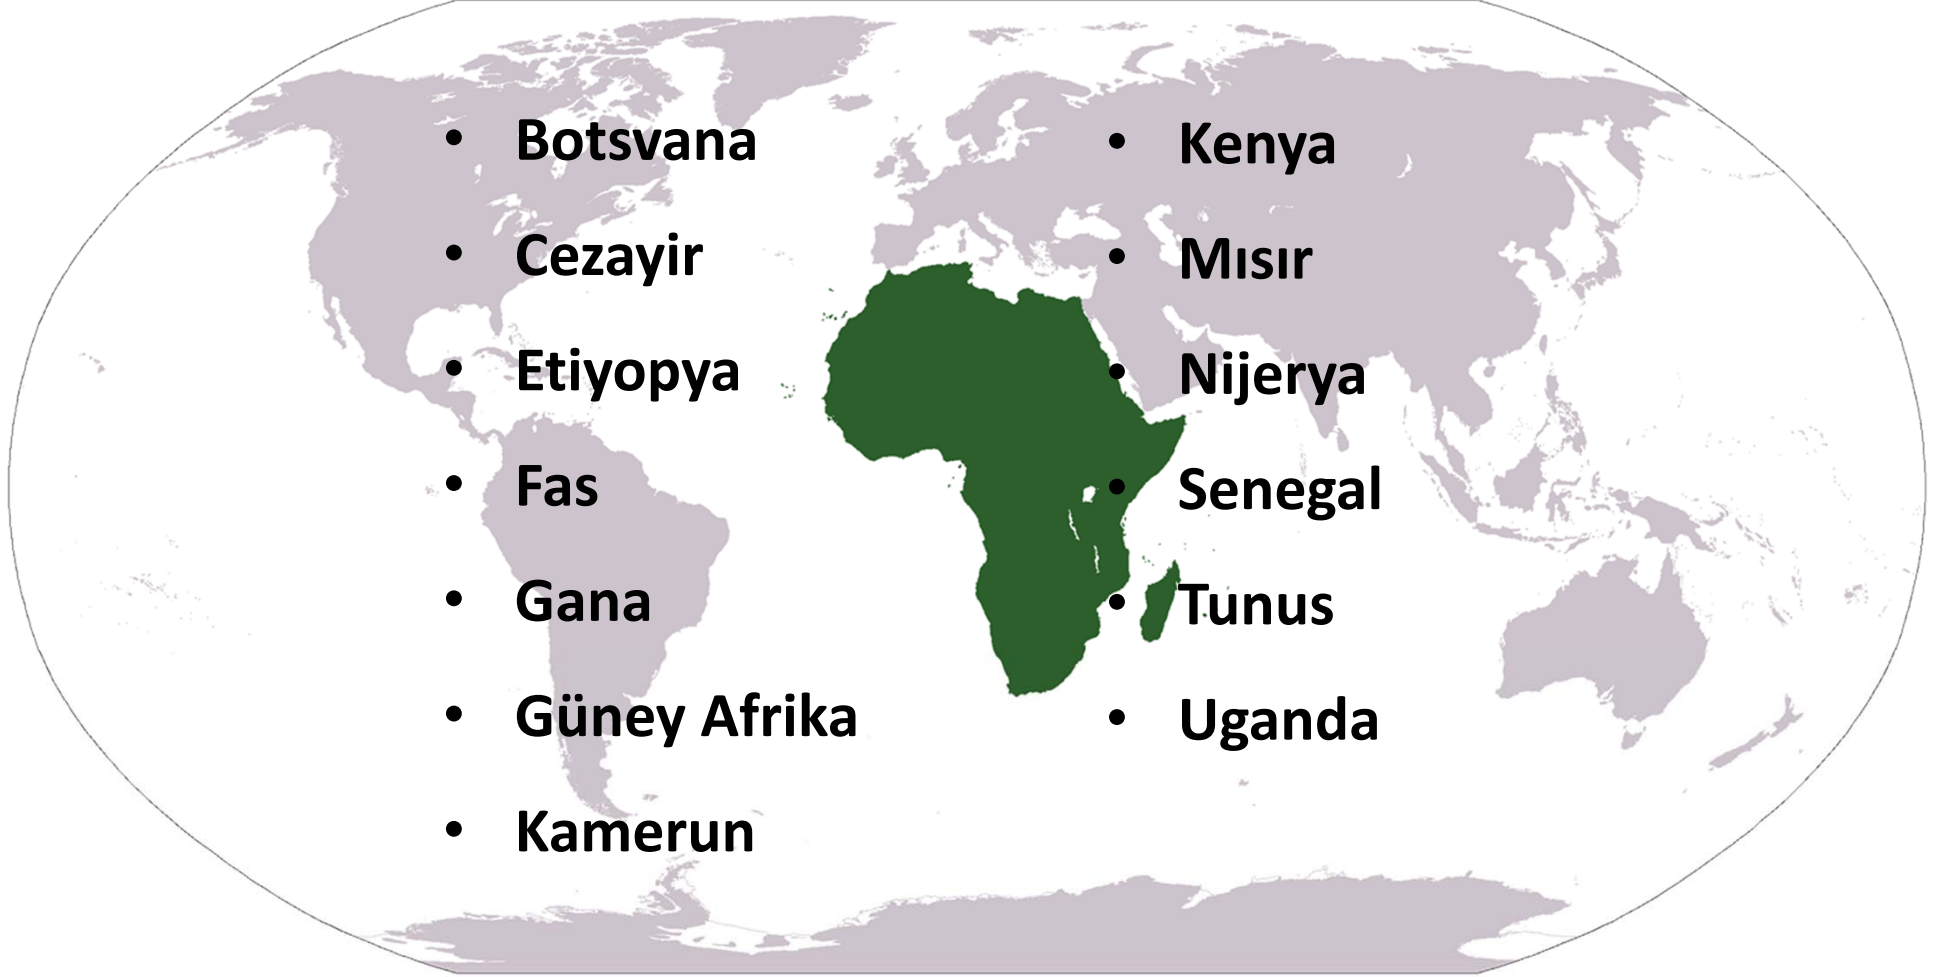 • Botsvana
• Cezayir
• Etiyopya
• Fas
• Gana
• Güney Afrika
• Kamerun
• Kenya
• Mısır
• Nijerya
• Senegal
• Tunus
• Uganda